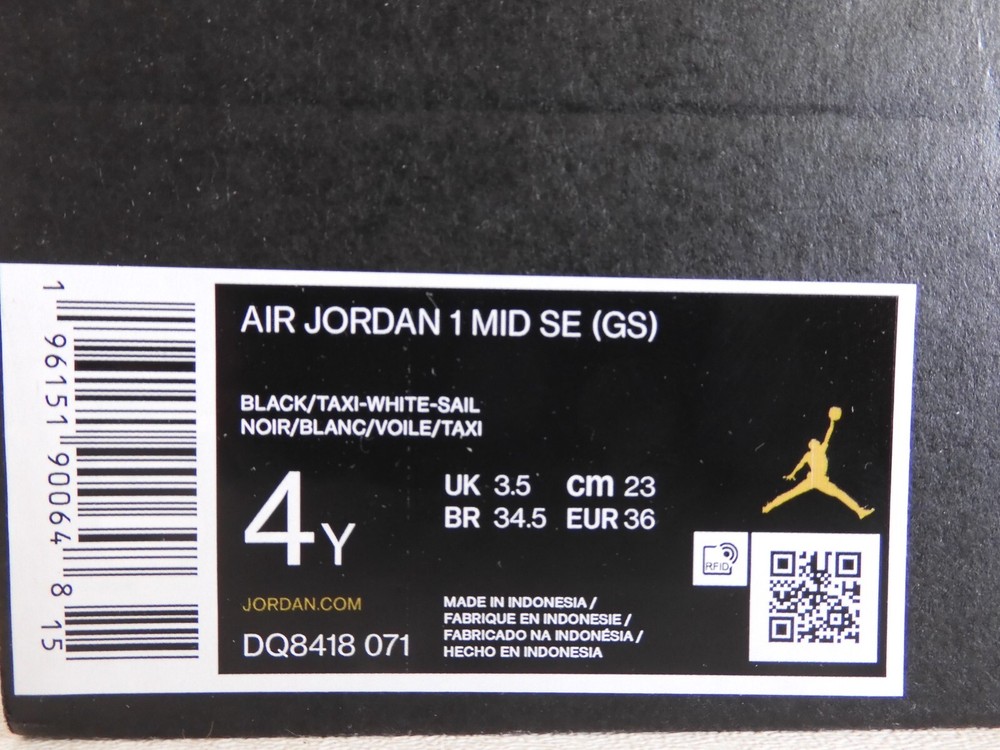 AIR JORDAN 1 MID SE (GS)
BLACK/TAXI-WHITE-SAIL
NOIR/BLANC/VOILE/TAXI
4Y
UK 3.5 cm 23
BR 34.5 EUR 36
RFID
JORDAN.COM
DQ8418 071
MADE IN INDONESIA /
FABRIQUE EN INDONESIE /
FABRICADO NA INDONÉSIA /
HECHO EN INDONESIA
1 96151 90064 8 15